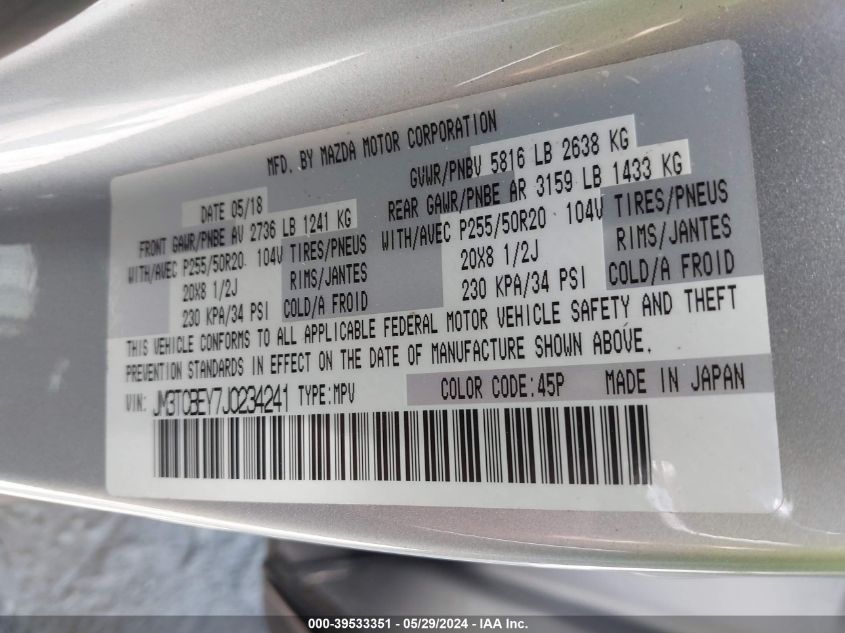 MFD. BY MAZDA MOTOR CORPORATION
DATE 05/18
GVWR/PNBV 5816 LB 2638 KG
FRONT GAWR/PNBE AV 2736 LB 1241 KG
REAR GAWR/PNBE AR 3159 LB 1433 KG
WITH/AVEC P255/50R20 104V TIRES/PNEUS
WITH/AVEC P255/50R20 104V TIRES/PNEUS
20X8 1/2J RIMS/JANTES
20X8 1/2J RIMS/JANTES
230 KPA/34 PSI COLD/A FROID
230 KPA/34 PSI COLD/A FROID
THIS VEHICLE CONFORMS TO ALL APPLICABLE FEDERAL MOTOR VEHICLE SAFETY AND THEFT
PREVENTION STANDARDS IN EFFECT ON THE DATE OF MANUFACTURE SHOWN ABOVE.
VIN: JM3TCBEY7J0234241 TYPE:MPV COLOR CODE:45P MADE IN JAPAN
000-39533351 - 05/29/2024 - IAA Inc.